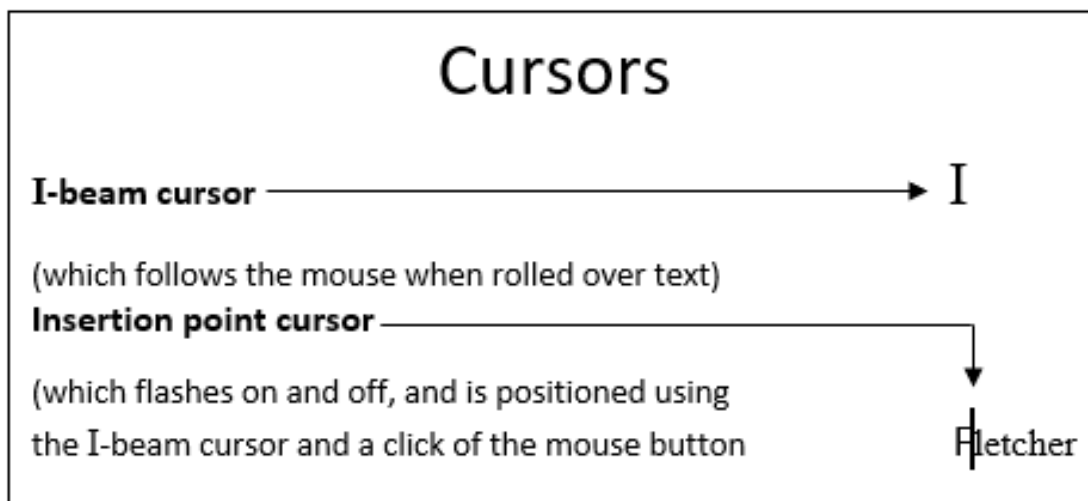 Cursors
I-beam cursor I
(which follows the mouse when rolled over text)
Insertion point cursor
(which flashes on and off, and is positioned using
the I-beam cursor and a click of the mouse button Fletcher